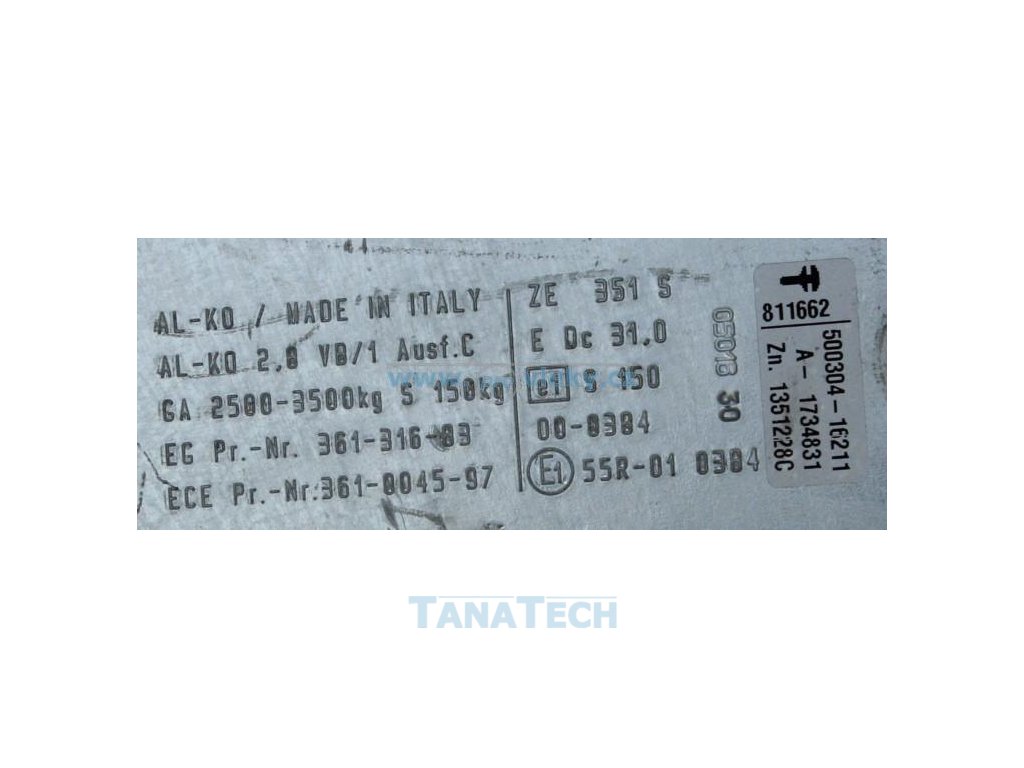 AL-KO / MADE IN ITALY
AL-KO 2,8 VB/1 Ausf.C
GA 2500-3500kg S 150kg
EG Pr.-Nr. 361-316-83
ECE Pr.-Nr.:361-0045-97
ZE 351 S
E Dc 31,0
e1 S 150
00-0384
E1 55R-01 0384
05018 30
811662
500304-16211
A- 1734831
Zn. 1351228C
TANATECH